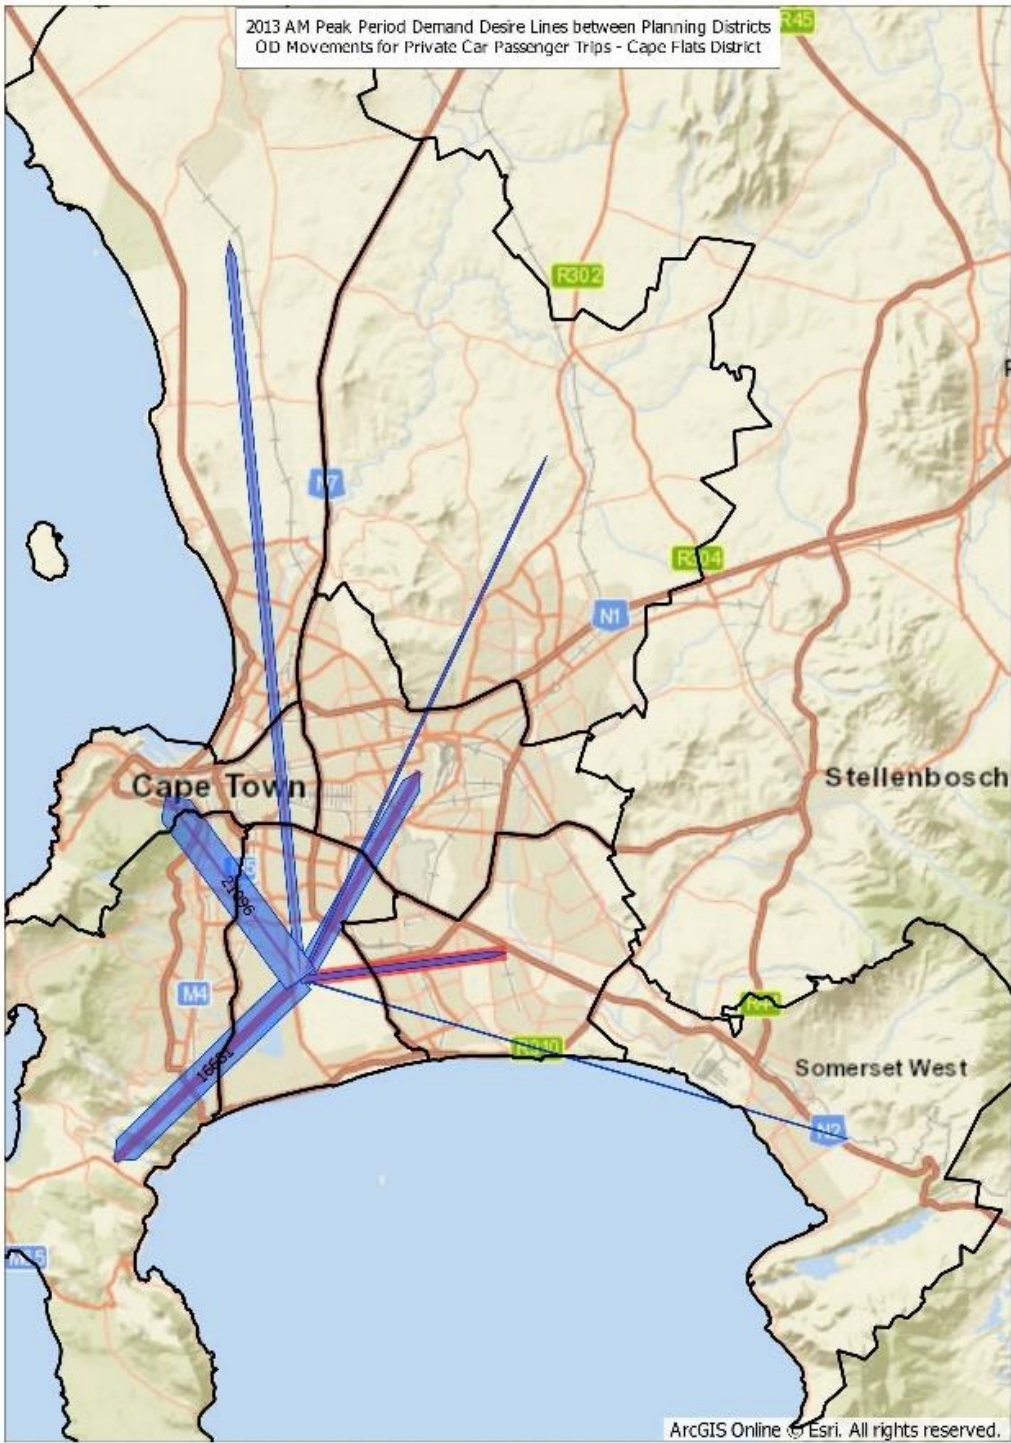 2013 AM Peak Period Demand Desire Lines between Planning Districts
OD Movements for Private Car Passenger Trips - Cape Flats District
R45
R302
N7
R304
N1
Cape Town
Stellenbosch
M4
Somerset West
N2
ArcGIS Online © Esri. All rights reserved.